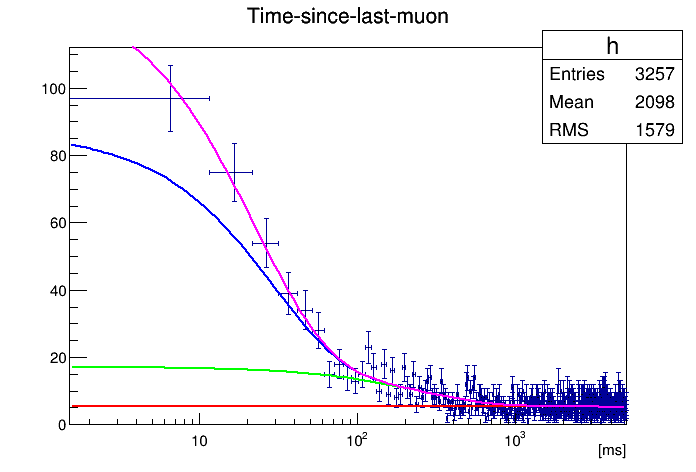 Time-since-last-muon
h
Entries 3257
Mean 2098
RMS 1579
100
80
60
40
20
0
10 10² 10³
[ms]